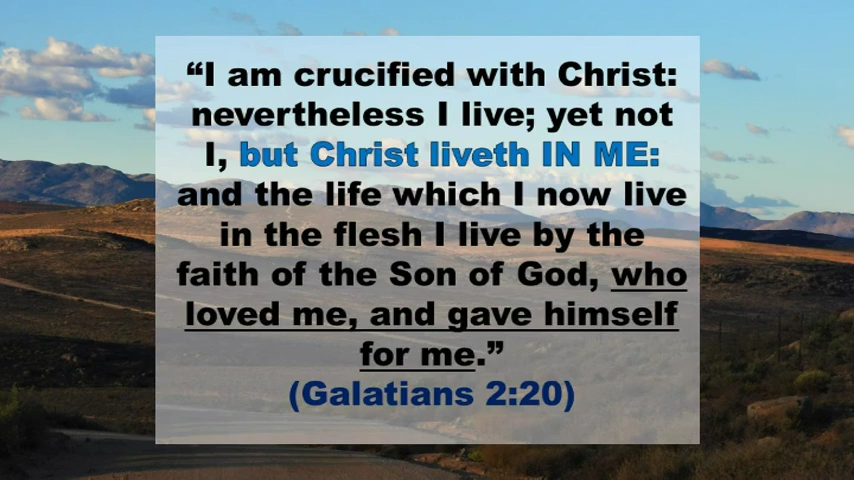 “I am crucified with Christ:
nevertheless I live; yet not
I, but Christ liveth IN ME:
and the life which I now live
in the flesh I live by the
faith of the Son of God, who
loved me, and gave himself
for me.”
(Galatians 2:20)